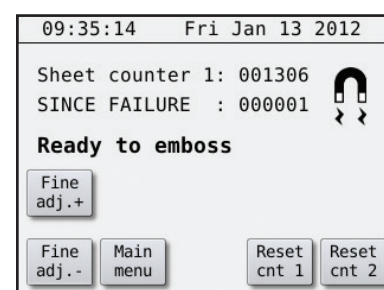 09:35:14 Fri Jan 13 2012
Sheet counter 1: 001306
SINCE FAILURE : 000001
Ready to emboss
Fine
adj.+
Fine
adj.-
Main
menu
Reset
cnt 1
Reset
cnt 2